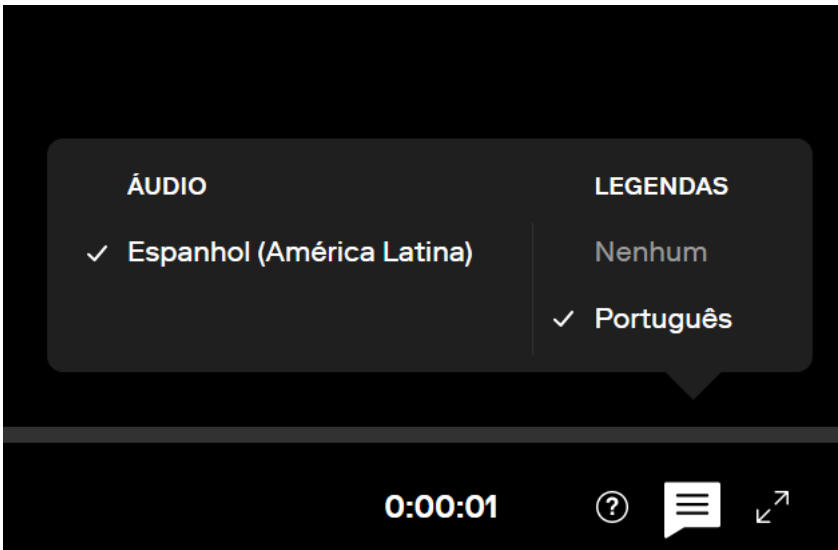 ÁUDIO
Espanhol (América Latina)
LEGENDAS
Nenhum
Português
0:00:01
?